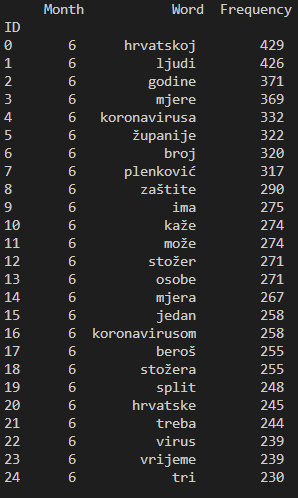 Month Word Frequency
ID
0 6 hrvatskoj 429
1 6 ljudi 426
2 6 godine 371
3 6 mjere 369
4 6 koronavirusa 332
5 6 županije 322
6 6 broj 320
7 6 plenković 317
8 6 zaštite 290
9 6 ima 275
10 6 kaže 274
11 6 može 274
12 6 stožer 271
13 6 osobe 271
14 6 mjera 267
15 6 jedan 258
16 6 koronavirusom 258
17 6 beroš 255
18 6 stožera 255
19 6 split 248
20 6 hrvatske 245
21 6 treba 244
22 6 virus 239
23 6 vrijeme 239
24 6 tri 230